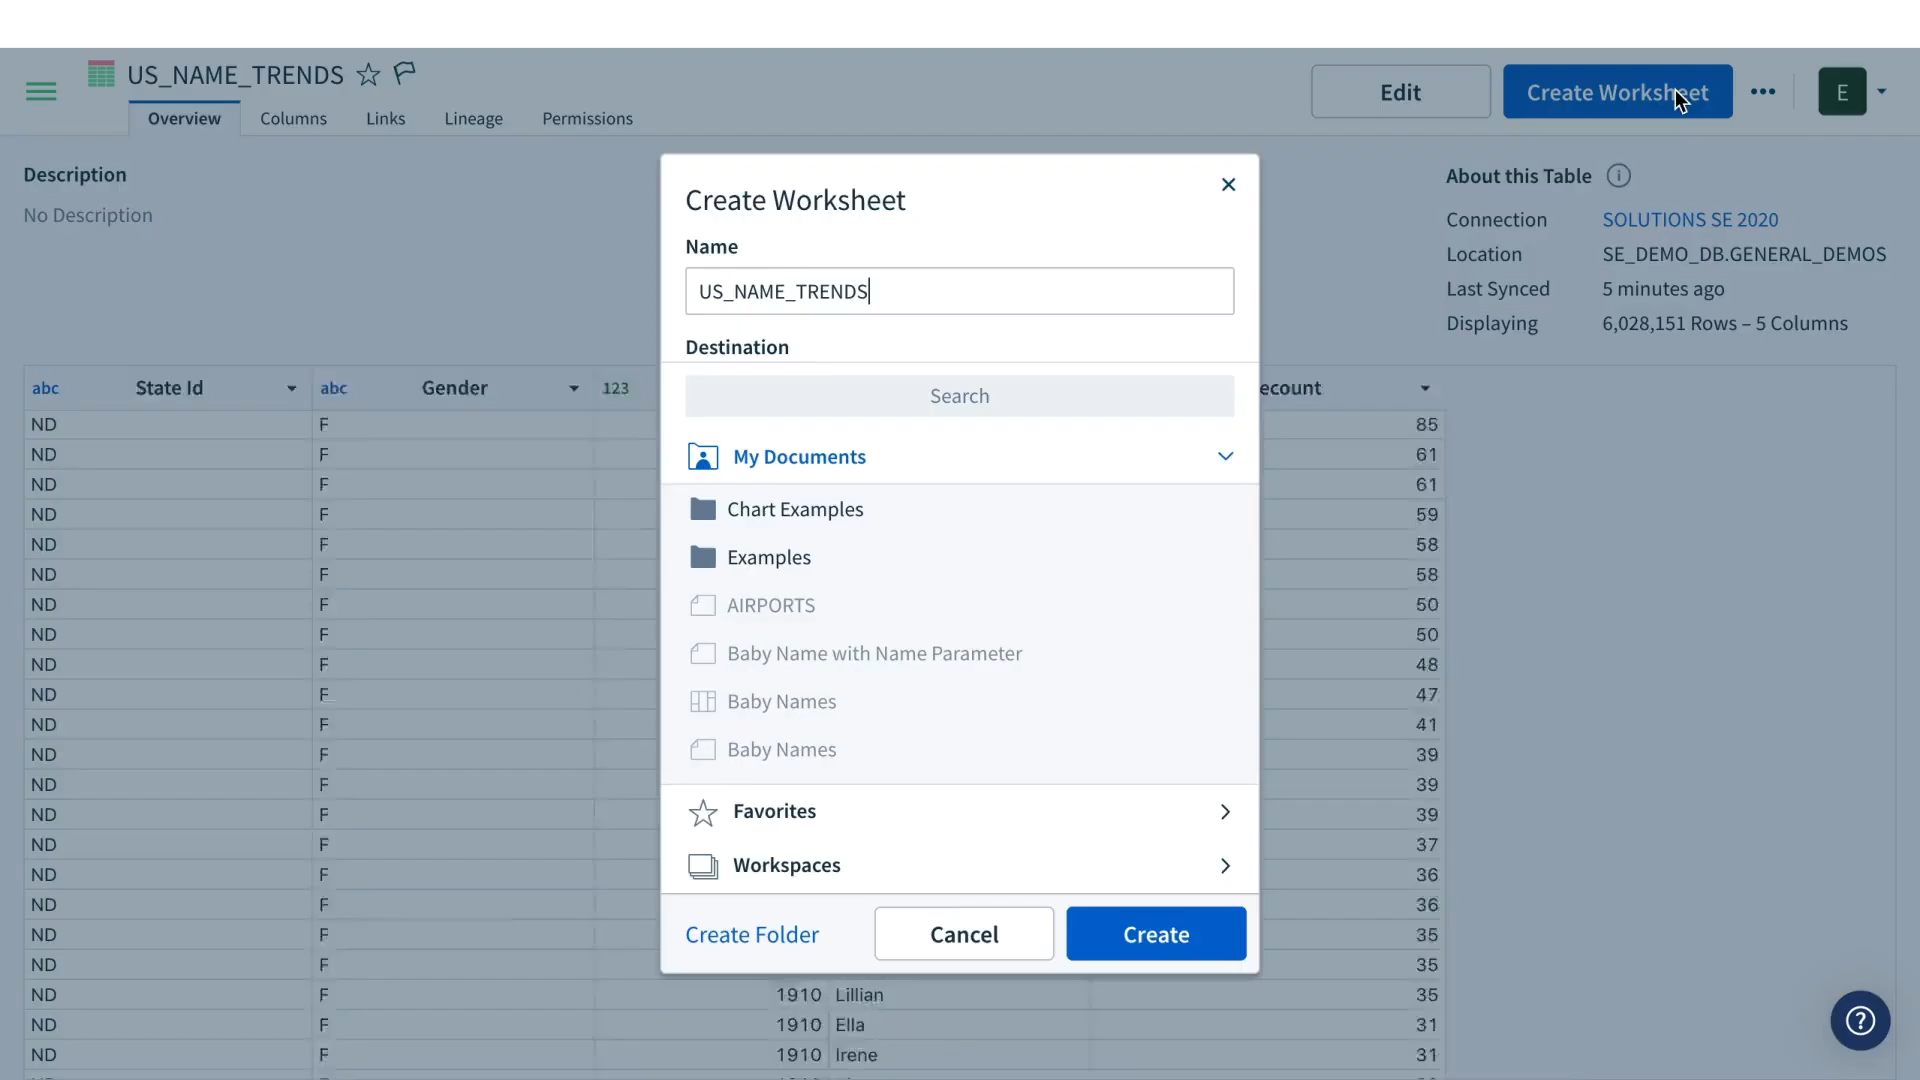 US_NAME_TRENDS
Edit
Create Worksheet
•••
E
Overview Columns Links Lineage Permissions
Description
No Description
About this Table
Connection SOLUTIONS SE 2020
Location SE_DEMO_DB.GENERAL_DEMOS
Last Synced 5 minutes ago
Displaying 6,028,151 Rows – 5 Columns
Create Worksheet
Name
US_NAME_TRENDS
Destination
Search
My Documents
Chart Examples
Examples
AIRPORTS
Baby Name with Name Parameter
Baby Names
Baby Names
Favorites
Workspaces
Create Folder
Cancel
Create
abc State Id abc Gender 123 ecount
ND F 85
ND F 61
ND F 61
ND F 59
ND F 58
ND F 58
ND F 50
ND F 50
ND F 48
ND F 47
ND F 41
ND F 39
ND F 39
ND F 39
ND F 37
ND F 36
ND F 36
ND F 35
ND F 35
ND F 1910 Lillian 35
ND F 1910 Ella 31
ND F 1910 Irene 31
?